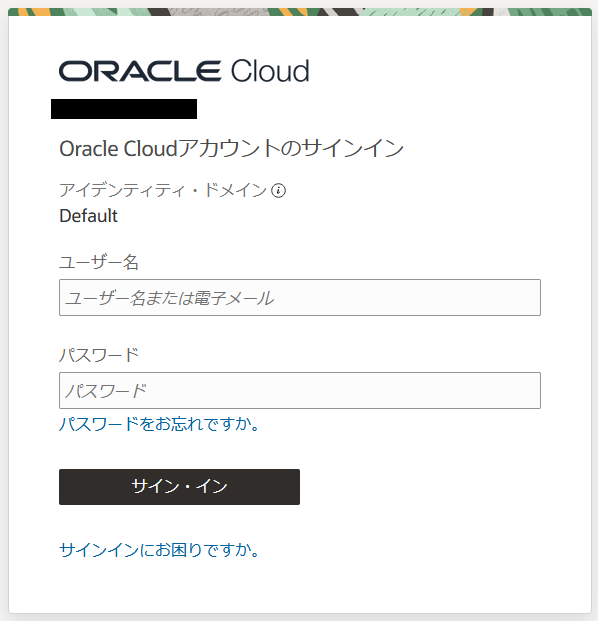 ORACLE Cloud
Oracle Cloudアカウントのサインイン
アイデンティティ・ドメイン
Default
ユーザー名
ユーザー名または電子メール
パスワード
パスワード
パスワードをお忘れですか。
サイン・イン
サインインにお困りですか。